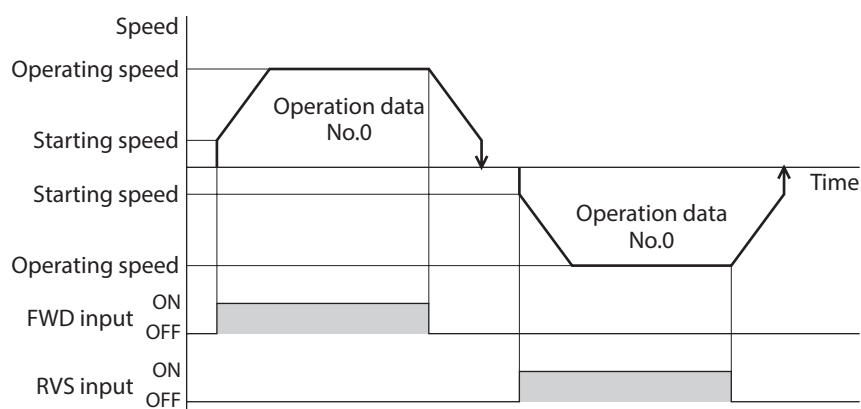 Speed
Operating speed
Operation data
No.0
Starting speed
Time
Starting speed
Operation data
No.0
Operating speed
ON
FWD input
OFF
ON
RVS input
OFF